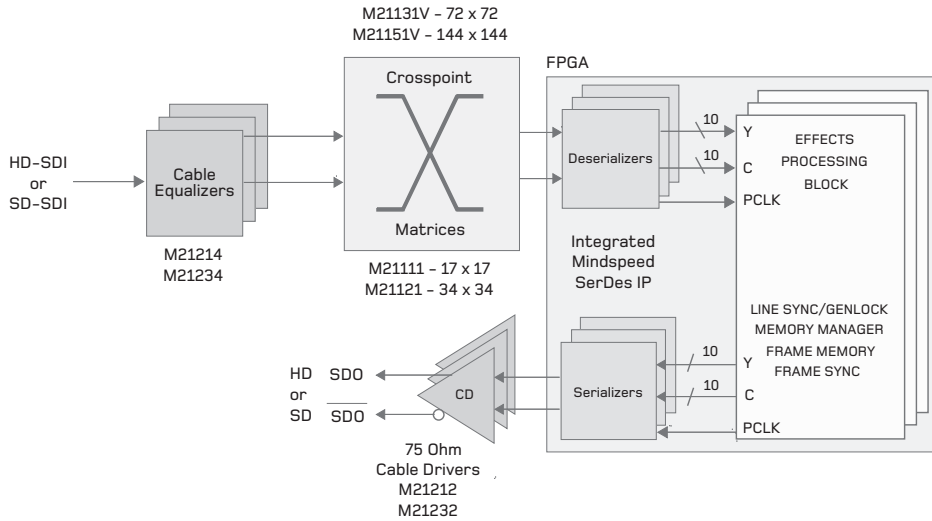 M21131V – 72 x 72
M21151V – 144 x 144
FPGA
Crosspoint
Matrices
HD-SDI
or
SD-SDI
Cable
Equalizers
M21214
M21234
M21111 – 17 x 17
M21121 – 34 x 34
Deserializers
10
10
Y
C
PCLK
EFFECTS
PROCESSING
BLOCK
Integrated
Mindspeed
SerDes IP
LINE SYNC/GENLOCK
MEMORY MANAGER
FRAME MEMORY
FRAME SYNC
Serializers
10
10
Y
C
PCLK
HD SDO
or
SD SDO
CD
75 Ohm
Cable Drivers
M21212
M21232